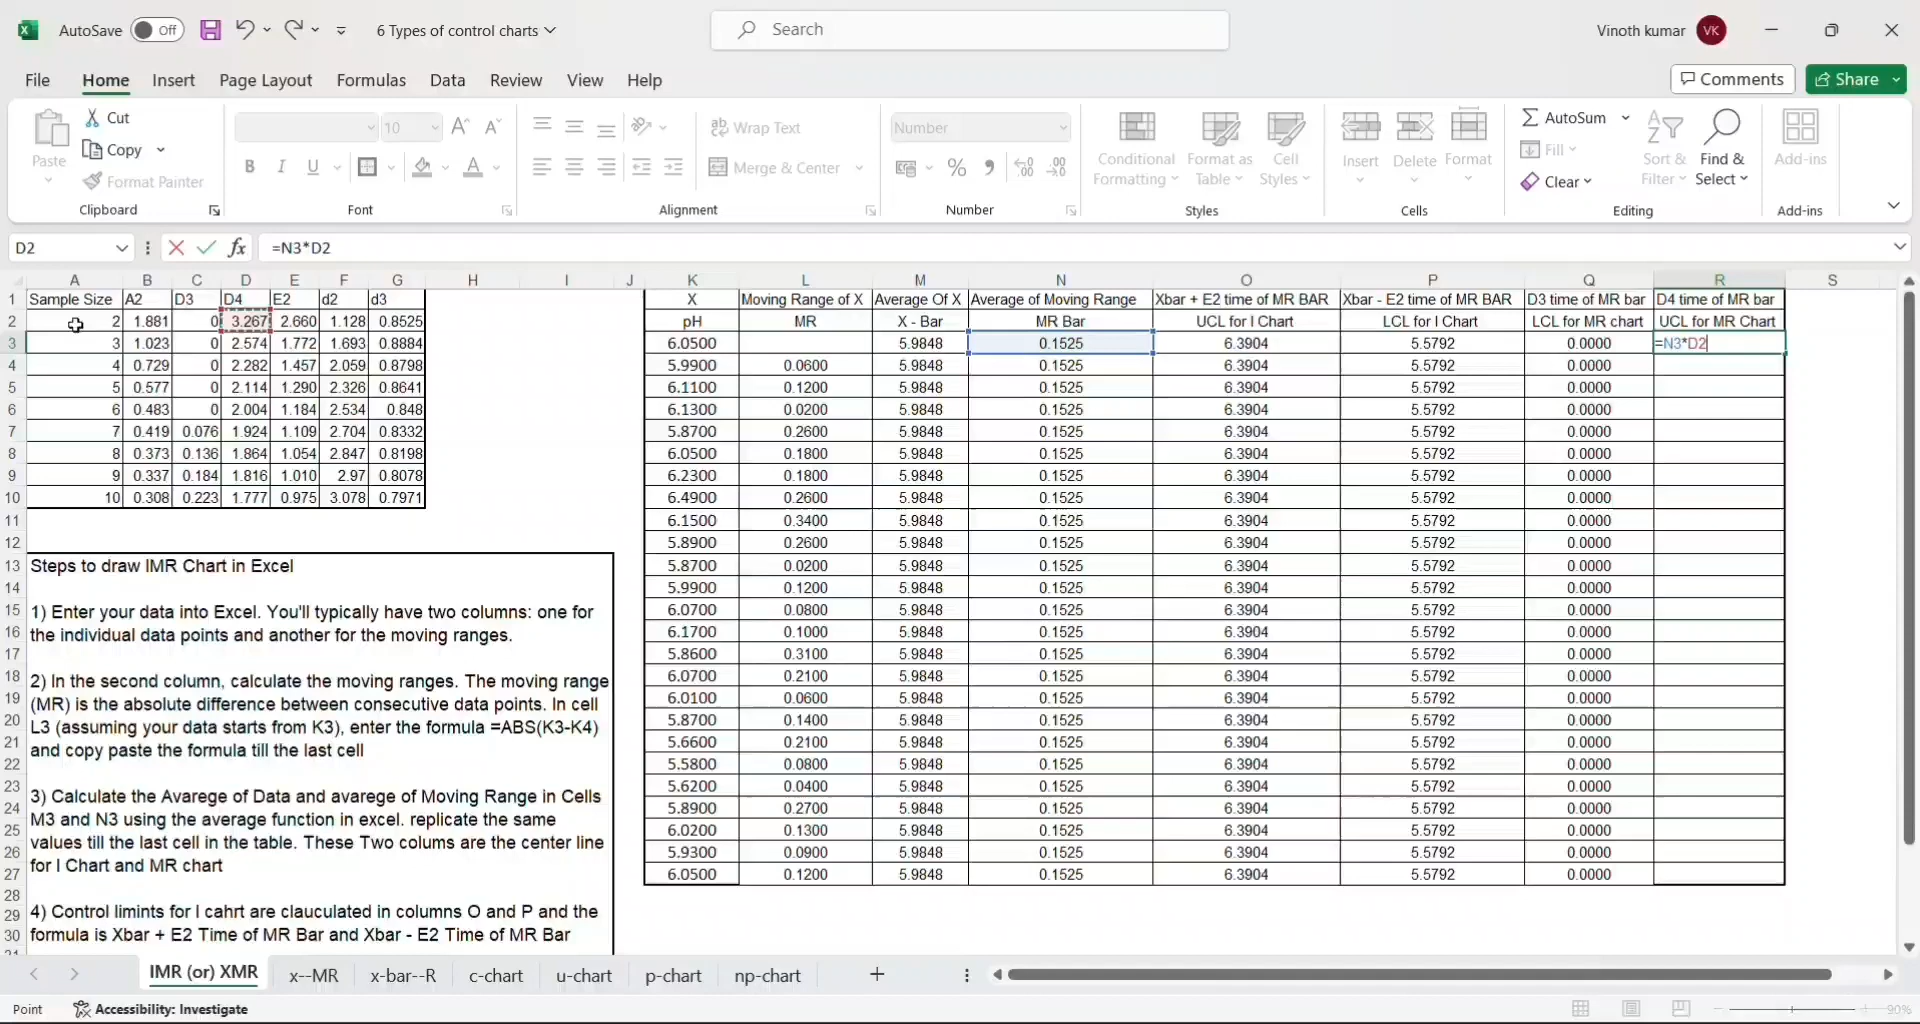 AutoSave Off 6 Types of control charts Search Vinoth kumar VK
File Home Insert Page Layout Formulas Data Review View Help Comments Share
Paste Cut Copy Format Painter Clipboard
10 B I U A Font
ab Wrap Text Merge & Center Alignment
Number % Number
Conditional Formatting Format as Table Cell Styles Styles
Insert Delete Format Cells
AutoSum Fill Clear Sort & Filter Find & Select Editing
Add-ins Add-ins
D2 fx =N3*D2
A B C D E F G H I J K L M N O P Q R S
1 Sample Size A2 D3 D4 E2 d2 d3 X Moving Range of X Average Of X Average of Moving Range Xbar + E2 time of MR BAR Xbar - E2 time of MR BAR D3 time of MR bar D4 time of MR bar
2 2 1.881 0 3.267 2.660 1.128 0.8525 pH MR X - Bar MR Bar UCL for I Chart LCL for I Chart LCL for MR chart UCL for MR Chart
3 3 1.023 0 2.574 1.772 1.693 0.8884 6.0500 5.9848 0.1525 6.3904 5.5792 0.0000 =N3*D2
4 4 0.729 0 2.282 1.457 2.059 0.8798 5.9900 0.0600 5.9848 0.1525 6.3904 5.5792 0.0000
5 5 0.577 0 2.114 1.290 2.326 0.8641 6.1100 0.1200 5.9848 0.1525 6.3904 5.5792 0.0000
6 6 0.483 0 2.004 1.184 2.534 0.848 6.1300 0.0200 5.9848 0.1525 6.3904 5.5792 0.0000
7 7 0.419 0.076 1.924 1.109 2.704 0.8332 5.8700 0.2600 5.9848 0.1525 6.3904 5.5792 0.0000
8 8 0.373 0.136 1.864 1.054 2.847 0.8198 6.0500 0.1800 5.9848 0.1525 6.3904 5.5792 0.0000
9 9 0.337 0.184 1.816 1.010 2.97 0.8078 6.2300 0.1800 5.9848 0.1525 6.3904 5.5792 0.0000
10 10 0.308 0.223 1.777 0.975 3.078 0.7971 6.4900 0.2600 5.9848 0.1525 6.3904 5.5792 0.0000
11 6.1500 0.3400 5.9848 0.1525 6.3904 5.5792 0.0000
12 5.8900 0.2600 5.9848 0.1525 6.3904 5.5792 0.0000
13 5.8700 0.0200 5.9848 0.1525 6.3904 5.5792 0.0000
14 5.9900 0.1200 5.9848 0.1525 6.3904 5.5792 0.0000
15 6.0700 0.0800 5.9848 0.1525 6.3904 5.5792 0.0000
16 6.1700 0.1000 5.9848 0.1525 6.3904 5.5792 0.0000
17 5.8600 0.3100 5.9848 0.1525 6.3904 5.5792 0.0000
18 6.0700 0.2100 5.9848 0.1525 6.3904 5.5792 0.0000
19 6.0100 0.0600 5.9848 0.1525 6.3904 5.5792 0.0000
20 5.8700 0.1400 5.9848 0.1525 6.3904 5.5792 0.0000
21 5.6600 0.2100 5.9848 0.1525 6.3904 5.5792 0.0000
22 5.5800 0.0800 5.9848 0.1525 6.3904 5.5792 0.0000
23 5.6200 0.0400 5.9848 0.1525 6.3904 5.5792 0.0000
24 5.8900 0.2700 5.9848 0.1525 6.3904 5.5792 0.0000
25 6.0200 0.1300 5.9848 0.1525 6.3904 5.5792 0.0000
26 5.9300 0.0900 5.9848 0.1525 6.3904 5.5792 0.0000
27 6.0500 0.1200 5.9848 0.1525 6.3904 5.5792 0.0000
28
29
30
Steps to draw IMR Chart in Excel
1) Enter your data into Excel. You'll typically have two columns: one for
the individual data points and another for the moving ranges.
2) In the second column, calculate the moving ranges. The moving range
(MR) is the absolute difference between consecutive data points. In cell
L3 (assuming your data starts from K3), enter the formula =ABS(K3-K4)
and copy paste the formula till the last cell
3) Calculate the Avarege of Data and avarege of Moving Range in Cells
M3 and N3 using the average function in excel. replicate the same
values till the last cell in the table. These Two colums are the center line
for I Chart and MR chart
4) Control limints for I cahrt are clauculated in columns O and P and the
formula is Xbar + E2 Time of MR Bar and Xbar - E2 Time of MR Bar
IMR (or) XMR x--MR x-bar--R c-chart u-chart p-chart np-chart
Point Accessibility: Investigate 90%